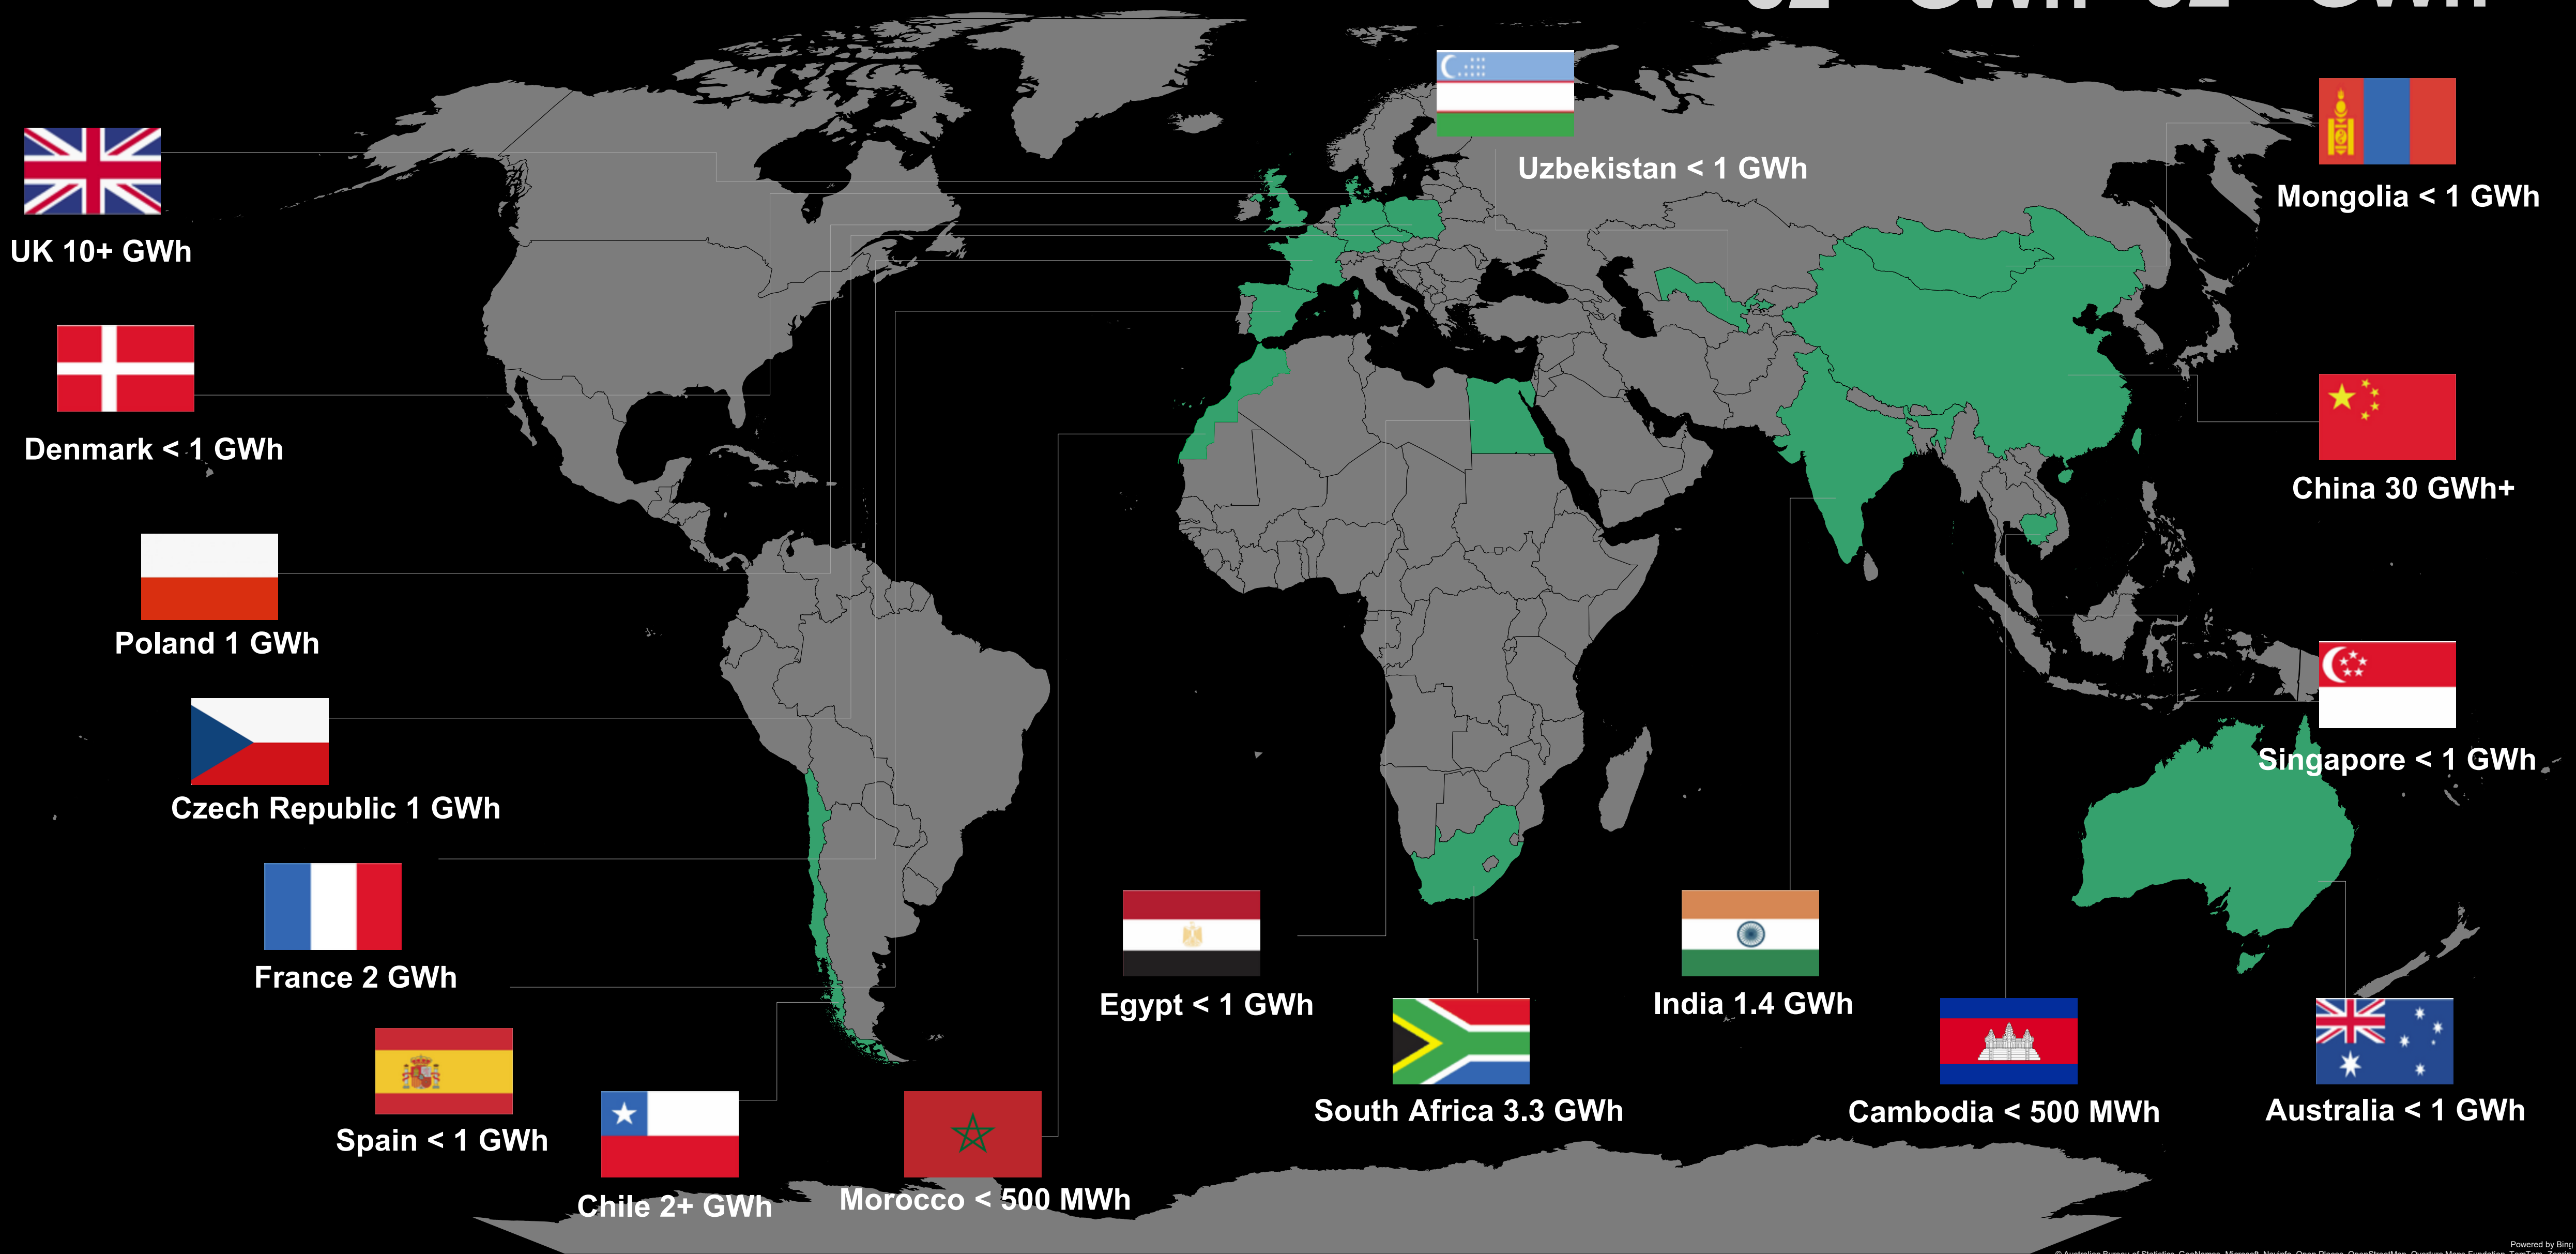 Uzbekistan < 1 GWh
Mongolia < 1 GWh
UK 10+ GWh
Denmark < 1 GWh
China 30 GWh+
Poland 1 GWh
Singapore < 1 GWh
Czech Republic 1 GWh
France 2 GWh
Egypt < 1 GWh
India 1.4 GWh
South Africa 3.3 GWh
Cambodia < 500 MWh
Australia < 1 GWh
Spain < 1 GWh
Chile 2+ GWh
Morocco < 500 MWh
Powered by Bing